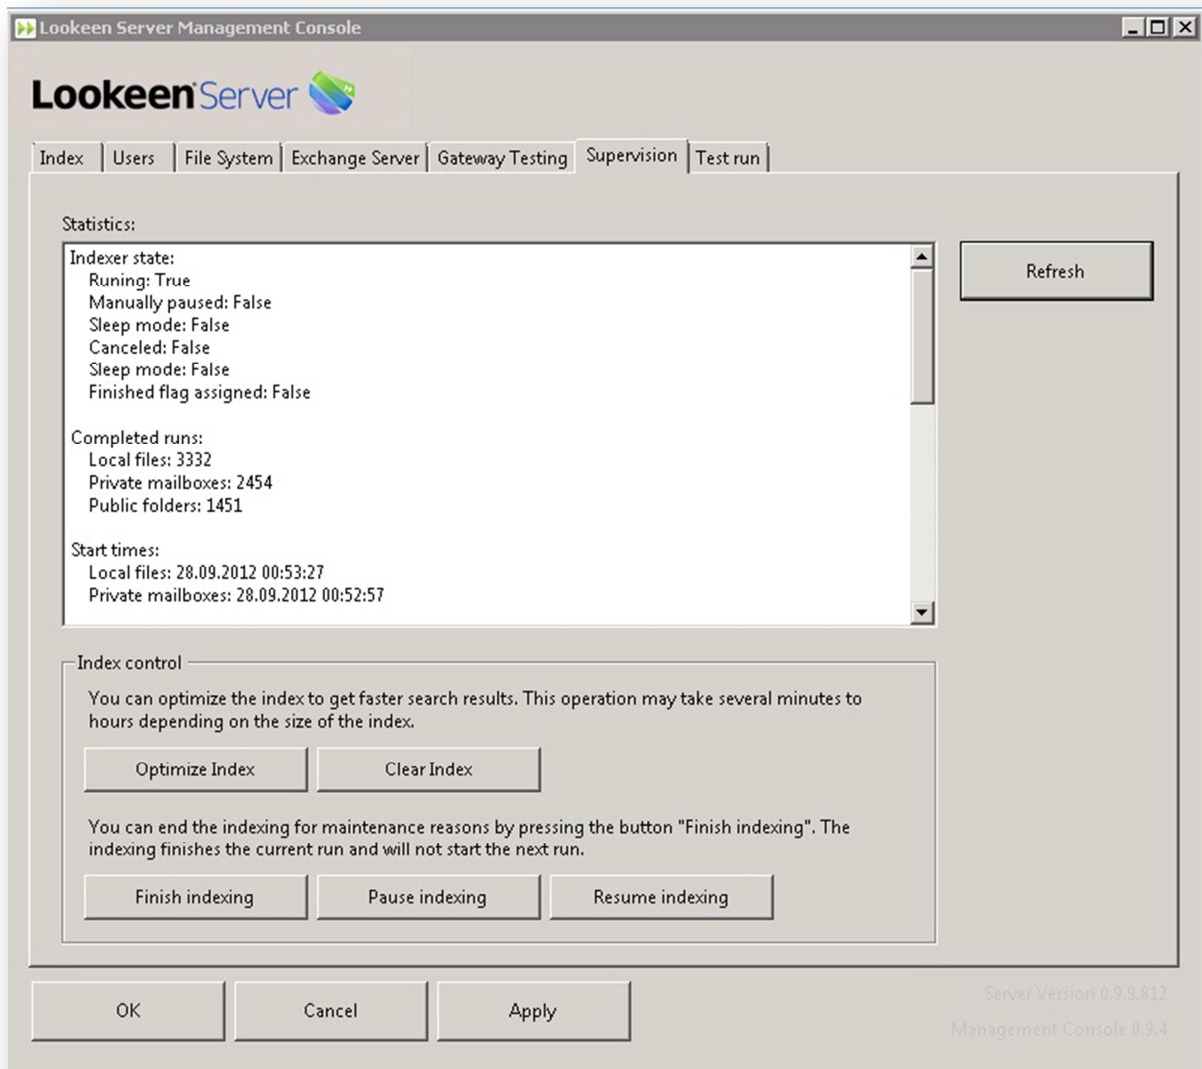 Lookeen Server Management Console
Lookeen Server
Index Users File System Exchange Server Gateway Testing Supervision Test run
Statistics:
Indexer state:
Runing: True
Manually paused: False
Sleep mode: False
Canceled: False
Sleep mode: False
Finished flag assigned: False
Completed runs:
Local files: 3332
Private mailboxes: 2454
Public folders: 1451
Start times:
Local files: 28.09.2012 00:53:27
Private mailboxes: 28.09.2012 00:52:57
Refresh
Index control
You can optimize the index to get faster search results. This operation may take several minutes to
hours depending on the size of the index.
Optimize Index Clear Index
You can end the indexing for maintenance reasons by pressing the button "Finish indexing". The
indexing finishes the current run and will not start the next run.
Finish indexing Pause indexing Resume indexing
OK Cancel Apply
Server Version 0.9.9.812
Management Console 0.9.4